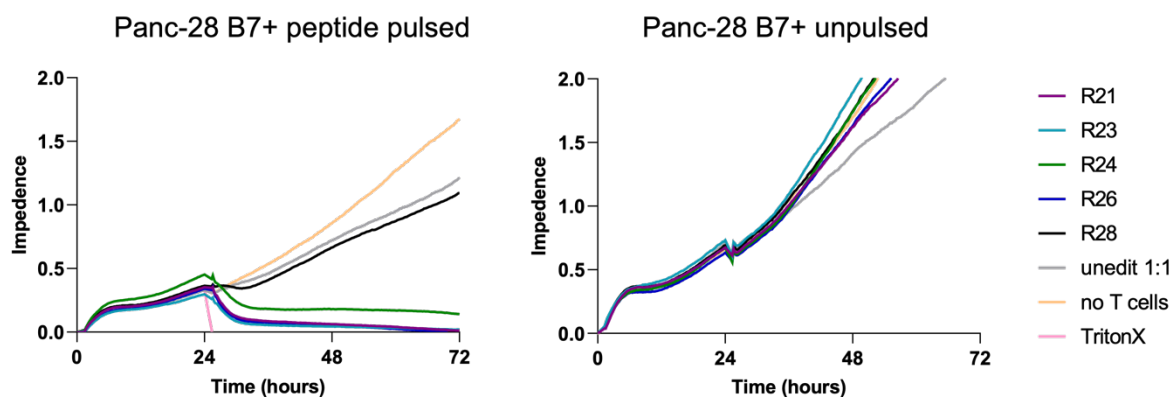 Panc-28 B7+ peptide pulsed
2.0
1.5
1.0
0.5
0.0
Impedence
0
24
48
72
Time (hours)
Panc-28 B7+ unpulsed
2.0
1.5
1.0
0.5
0.0
Impedence
0
24
48
72
Time (hours)
R21
R23
R24
R26
R28
unedit 1:1
no T cells
TritonX